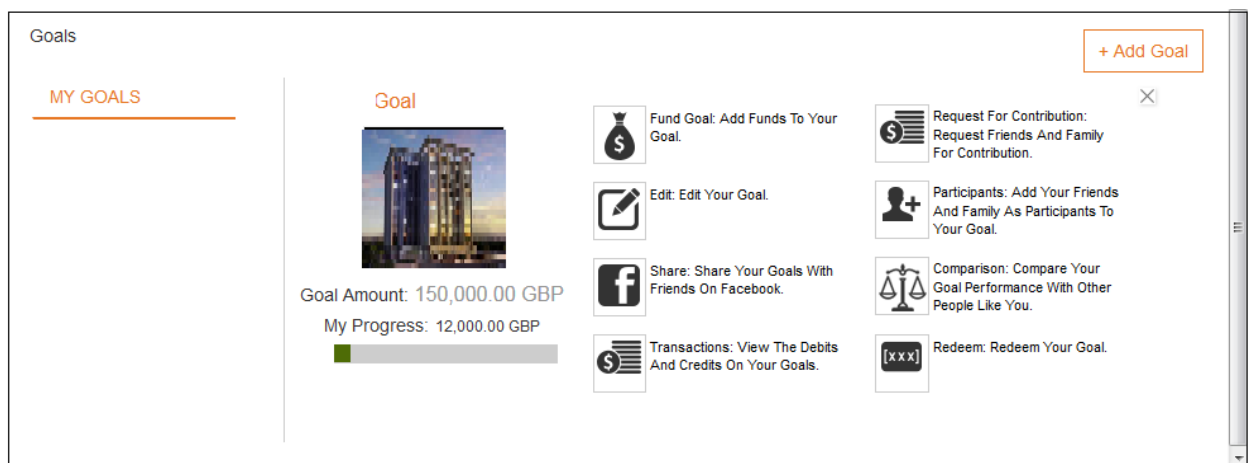 Goals
+ Add Goal
MY GOALS
Goal
Goal Amount: 150,000.00 GBP
My Progress: 12,000.00 GBP
$
Fund Goal: Add Funds To Your
Goal.
Edit: Edit Your Goal.
f
Share: Share Your Goals With
Friends On Facebook.
$
Transactions: View The Debits
And Credits On Your Goals.
$
Request For Contribution:
Request Friends And Family
For Contribution.
Participants: Add Your Friends
And Family As Participants To
Your Goal.
Comparison: Compare Your
Goal Performance With Other
People Like You.
[xxx]
Redeem: Redeem Your Goal.